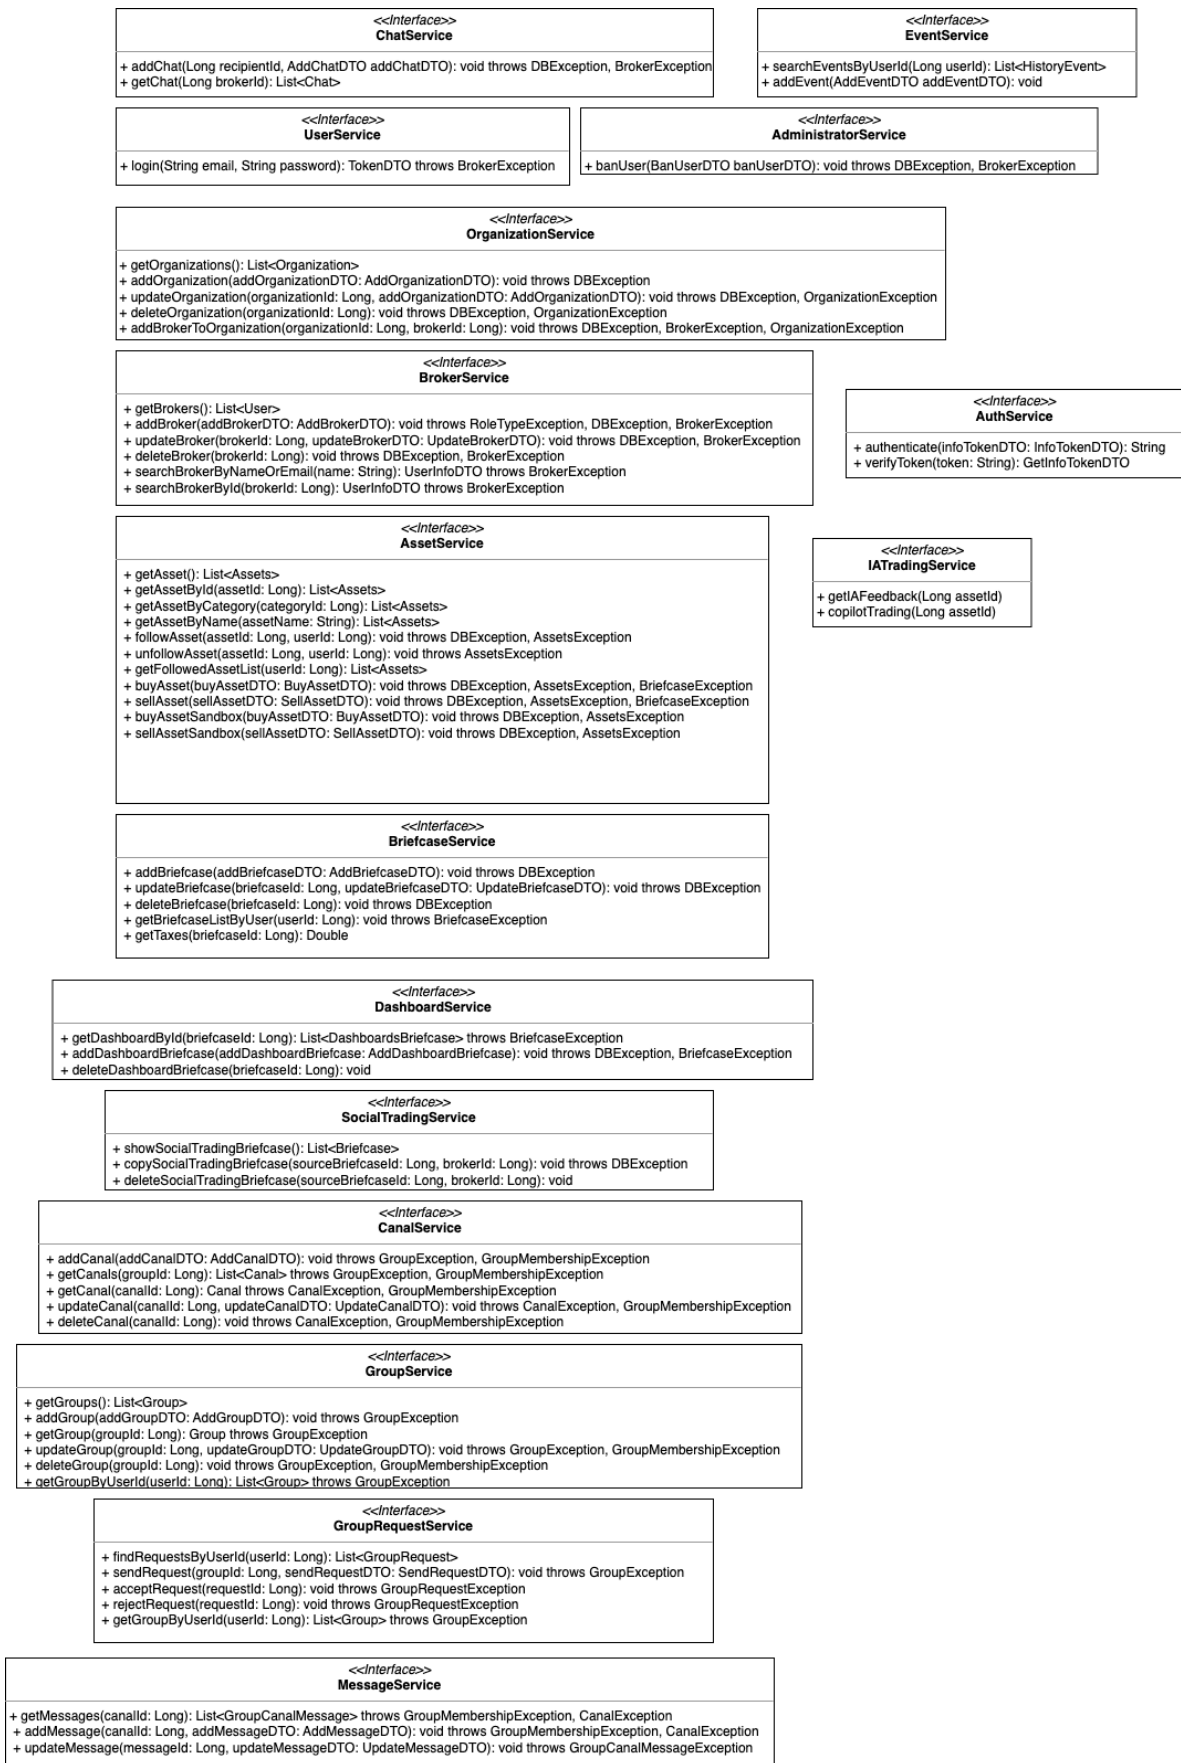 <<Interface>>
ChatService
+ addChat(Long recipientId, AddChatDTO addChatDTO): void throws DBException, BrokerException
+ getChat(Long brokerId): List<Chat>
<<Interface>>
EventService
+ searchEventsByUserId(Long userId): List<HistoryEvent>
+ addEvent(AddEventDTO addEventDTO): void
<<Interface>>
UserService
+ login(String email, String password): TokenDTO throws BrokerException
<<Interface>>
AdministratorService
+ banUser(BanUserDTO banUserDTO): void throws DBException, BrokerException
<<Interface>>
OrganizationService
+ getOrganizations(): List<Organization>
+ addOrganization(addOrganizationDTO: AddOrganizationDTO): void throws DBException
+ updateOrganization(organizationId: Long, addOrganizationDTO: AddOrganizationDTO): void throws DBException, OrganizationException
+ deleteOrganization(organizationId: Long): void throws DBException, OrganizationException
+ addBrokerToOrganization(organizationId: Long, brokerId: Long): void throws DBException, BrokerException, OrganizationException
<<Interface>>
BrokerService
+ getBrokers(): List<User>
+ addBroker(addBrokerDTO: AddBrokerDTO): void throws RoleTypeException, DBException, BrokerException
+ updateBroker(brokerId: Long, updateBrokerDTO: UpdateBrokerDTO): void throws DBException, BrokerException
+ deleteBroker(brokerId: Long): void throws DBException, BrokerException
+ searchBrokerByNameOrEmail(name: String): UserInfoDTO throws BrokerException
+ searchBrokerById(brokerId: Long): UserInfoDTO throws BrokerException
<<Interface>>
AuthService
+ authenticate(infoTokenDTO: InfoTokenDTO): String
+ verifyToken(token: String): GetInfoTokenDTO
<<Interface>>
AssetService
+ getAsset(): List<Assets>
+ getAssetById(assetId: Long): List<Assets>
+ getAssetByCategory(categoryId: Long): List<Assets>
+ getAssetByName(assetName: String): List<Assets>
+ followAsset(assetId: Long, userId: Long): void throws DBException, AssetsException
+ unfollowAsset(assetId: Long, userId: Long): void throws AssetsException
+ getFollowedAssetList(userId: Long): List<Assets>
+ buyAsset(buyAssetDTO: BuyAssetDTO): void throws DBException, AssetsException, BriefcaseException
+ sellAsset(sellAssetDTO: SellAssetDTO): void throws DBException, AssetsException, BriefcaseException
+ buyAssetSandbox(buyAssetDTO: BuyAssetDTO): void throws DBException, AssetsException
+ sellAssetSandbox(sellAssetDTO: SellAssetDTO): void throws DBException, AssetsException
<<Interface>>
IATradingService
+ getIAFeedback(Long assetId)
+ copilotTrading(Long assetId)
<<Interface>>
BriefcaseService
+ addBriefcase(addBriefcaseDTO: AddBriefcaseDTO): void throws DBException
+ updateBriefcase(briefcaseId: Long, updateBriefcaseDTO: UpdateBriefcaseDTO): void throws DBException
+ deleteBriefcase(briefcaseId: Long): void throws DBException
+ getBriefcaseListByUser(userId: Long): void throws BriefcaseException
+ getTaxes(briefcaseId: Long): Double
<<Interface>>
DashboardService
+ getDashboardById(briefcaseId: Long): List<DashboardsBriefcase> throws BriefcaseException
+ addDashboardBriefcase(addDashboardBriefcase: AddDashboardBriefcase): void throws DBException, BriefcaseException
+ deleteDashboardBriefcase(briefcaseId: Long): void
<<Interface>>
SocialTradingService
+ showSocialTradingBriefcase(): List<Briefcase>
+ copySocialTradingBriefcase(sourceBriefcaseId: Long, brokerId: Long): void throws DBException
+ deleteSocialTradingBriefcase(sourceBriefcaseId: Long, brokerId: Long): void
<<Interface>>
CanalService
+ addCanal(addCanalDTO: AddCanalDTO): void throws GroupException, GroupMembershipException
+ getCanals(groupId: Long): List<Canal> throws GroupException, GroupMembershipException
+ getCanal(canalId: Long): Canal throws CanalException, GroupMembershipException
+ updateCanal(canalId: Long, updateCanalDTO: UpdateCanalDTO): void throws CanalException, GroupMembershipException
+ deleteCanal(canalId: Long): void throws CanalException, GroupMembershipException
<<Interface>>
GroupService
+ getGroups(): List<Group>
+ addGroup(addGroupDTO: AddGroupDTO): void throws GroupException
+ getGroup(groupId: Long): Group throws GroupException
+ updateGroup(groupId: Long, updateGroupDTO: UpdateGroupDTO): void throws GroupException, GroupMembershipException
+ deleteGroup(groupId: Long): void throws GroupException, GroupMembershipException
+ getGroupByUserId(userId: Long): List<Group> throws GroupException
<<Interface>>
GroupRequestService
+ findRequestsByUserId(userId: Long): List<GroupRequest>
+ sendRequest(groupId: Long, sendRequestDTO: SendRequestDTO): void throws GroupException
+ acceptRequest(requestId: Long): void throws GroupRequestException
+ rejectRequest(requestId: Long): void throws GroupRequestException
+ getGroupByUserId(userId: Long): List<Group> throws GroupException
<<Interface>>
MessageService
+ getMessages(canalId: Long): List<GroupCanalMessage> throws GroupMembershipException, CanalException
+ addMessage(canalId: Long, addMessageDTO: AddMessageDTO): void throws GroupMembershipException, CanalException
+ updateMessage(messageId: Long, updateMessageDTO: UpdateMessageDTO): void throws GroupCanalMessageException